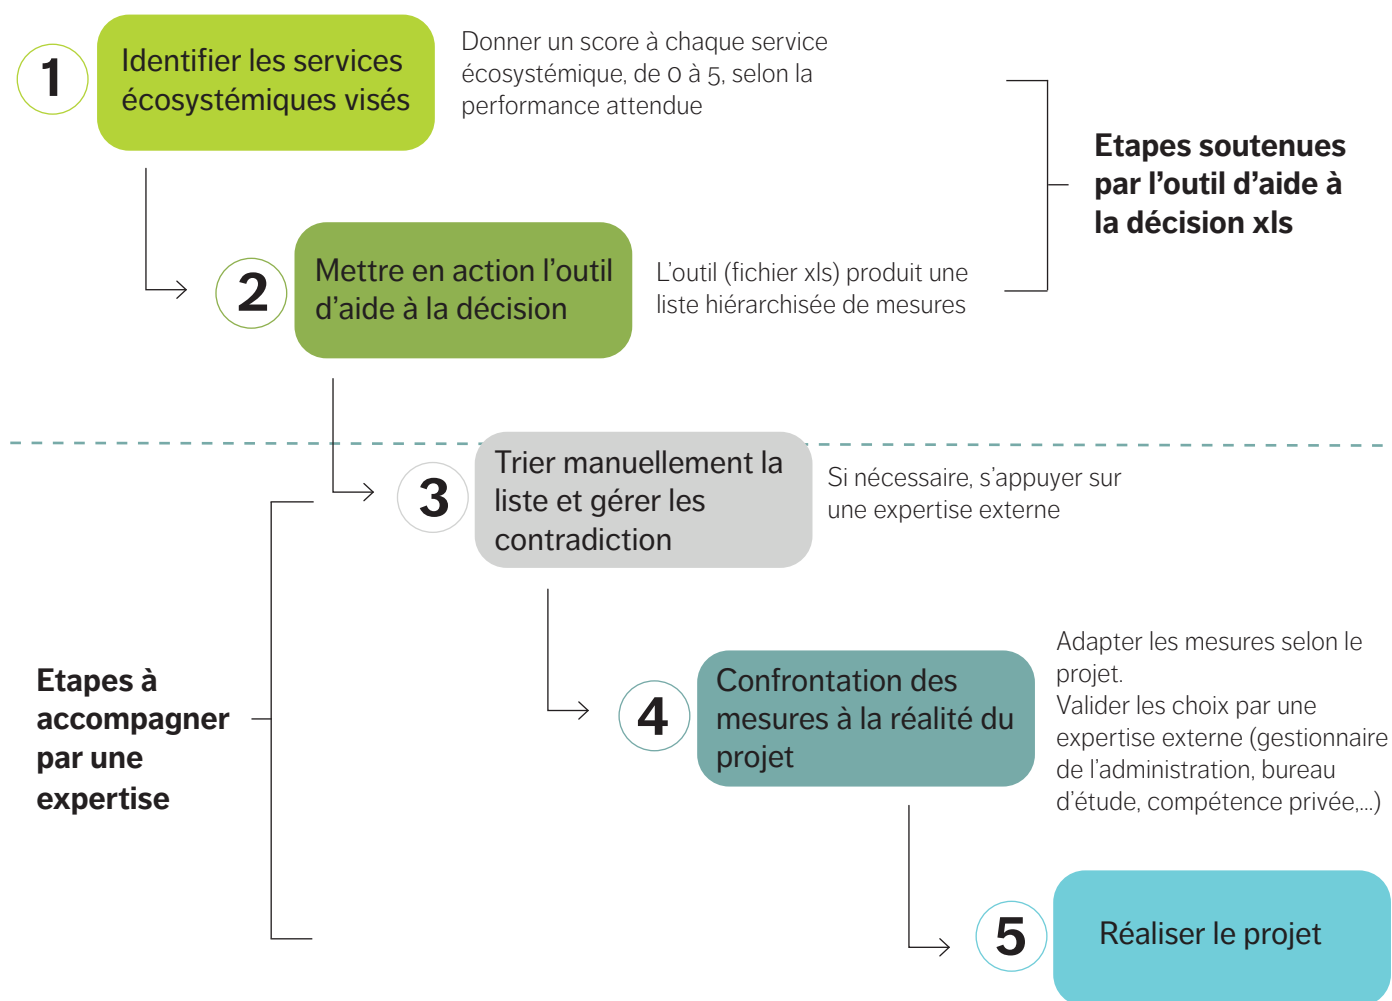 1
Identifier les services
écosystémiques visés
Donner un score à chaque service
écosystémique, de 0 à 5, selon la
performance attendue
Etapes soutenues
par l'outil d'aide à
la décision xls
2
Mettre en action l'outil
d'aide à la décision
L'outil (fichier xls) produit une
liste hiérarchisée de mesures
3
Trier manuellement la
liste et gérer les
contradiction
Si nécessaire, s'appuyer sur
une expertise externe
Etapes à
accompagner
par une
expertise
4
Confrontation des
mesures à la réalité du
projet
Adapter les mesures selon le
projet.
Valider les choix par une
expertise externe (gestionnaire
de l'administration, bureau
d'étude, compétence privée,...)
5
Réaliser le projet